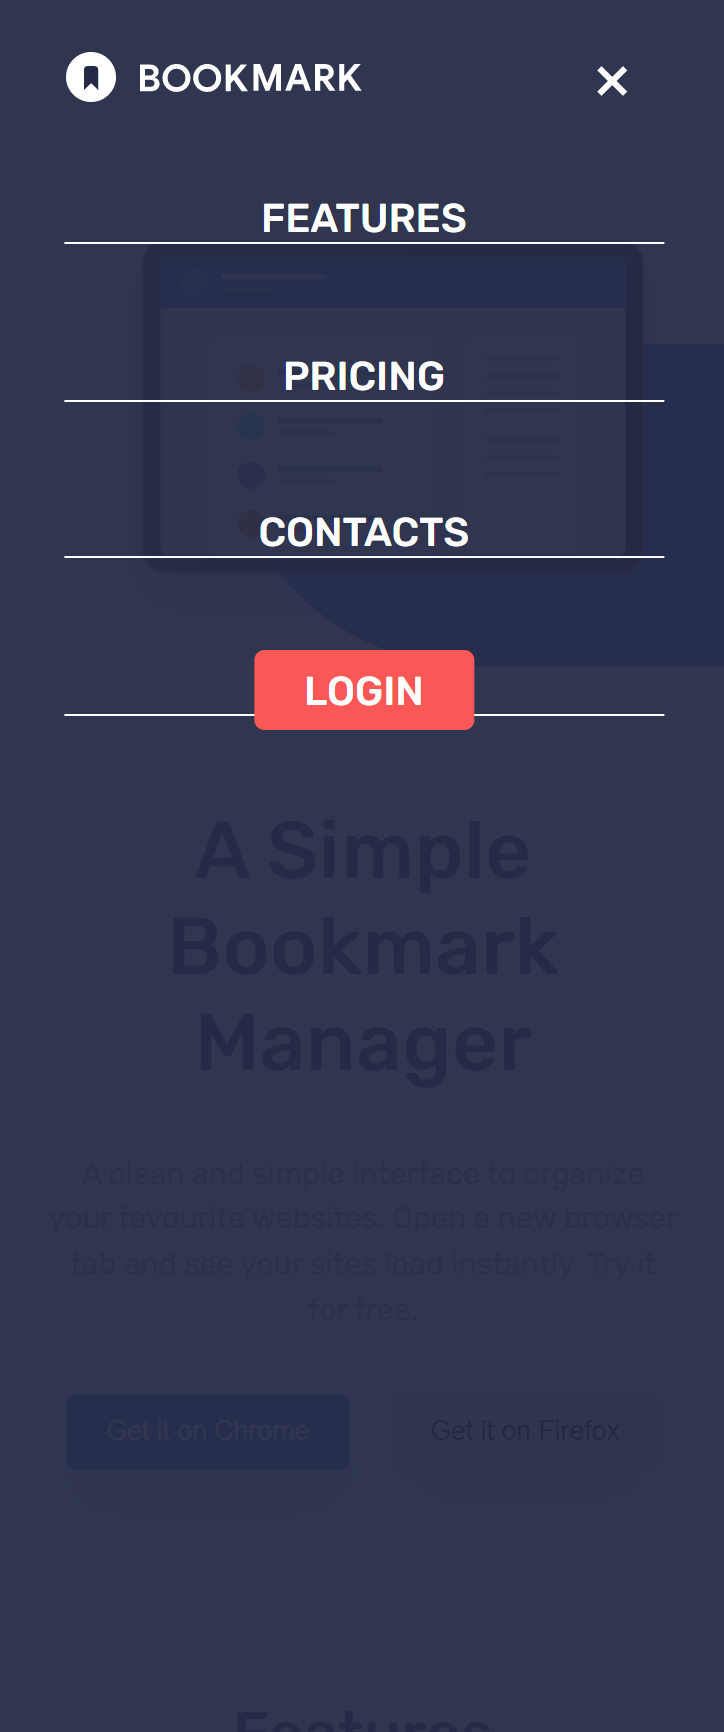 BOOKMARK
FEATURES
PRICING
CONTACTS
LOGIN
A Simple
Bookmark
Manager
A clean and simple interface to organize
your favourite websites. Open a new browser
tab and see your sites load instantly. Try it
for free.
Get it on Chrome
Get it on Firefox
Features